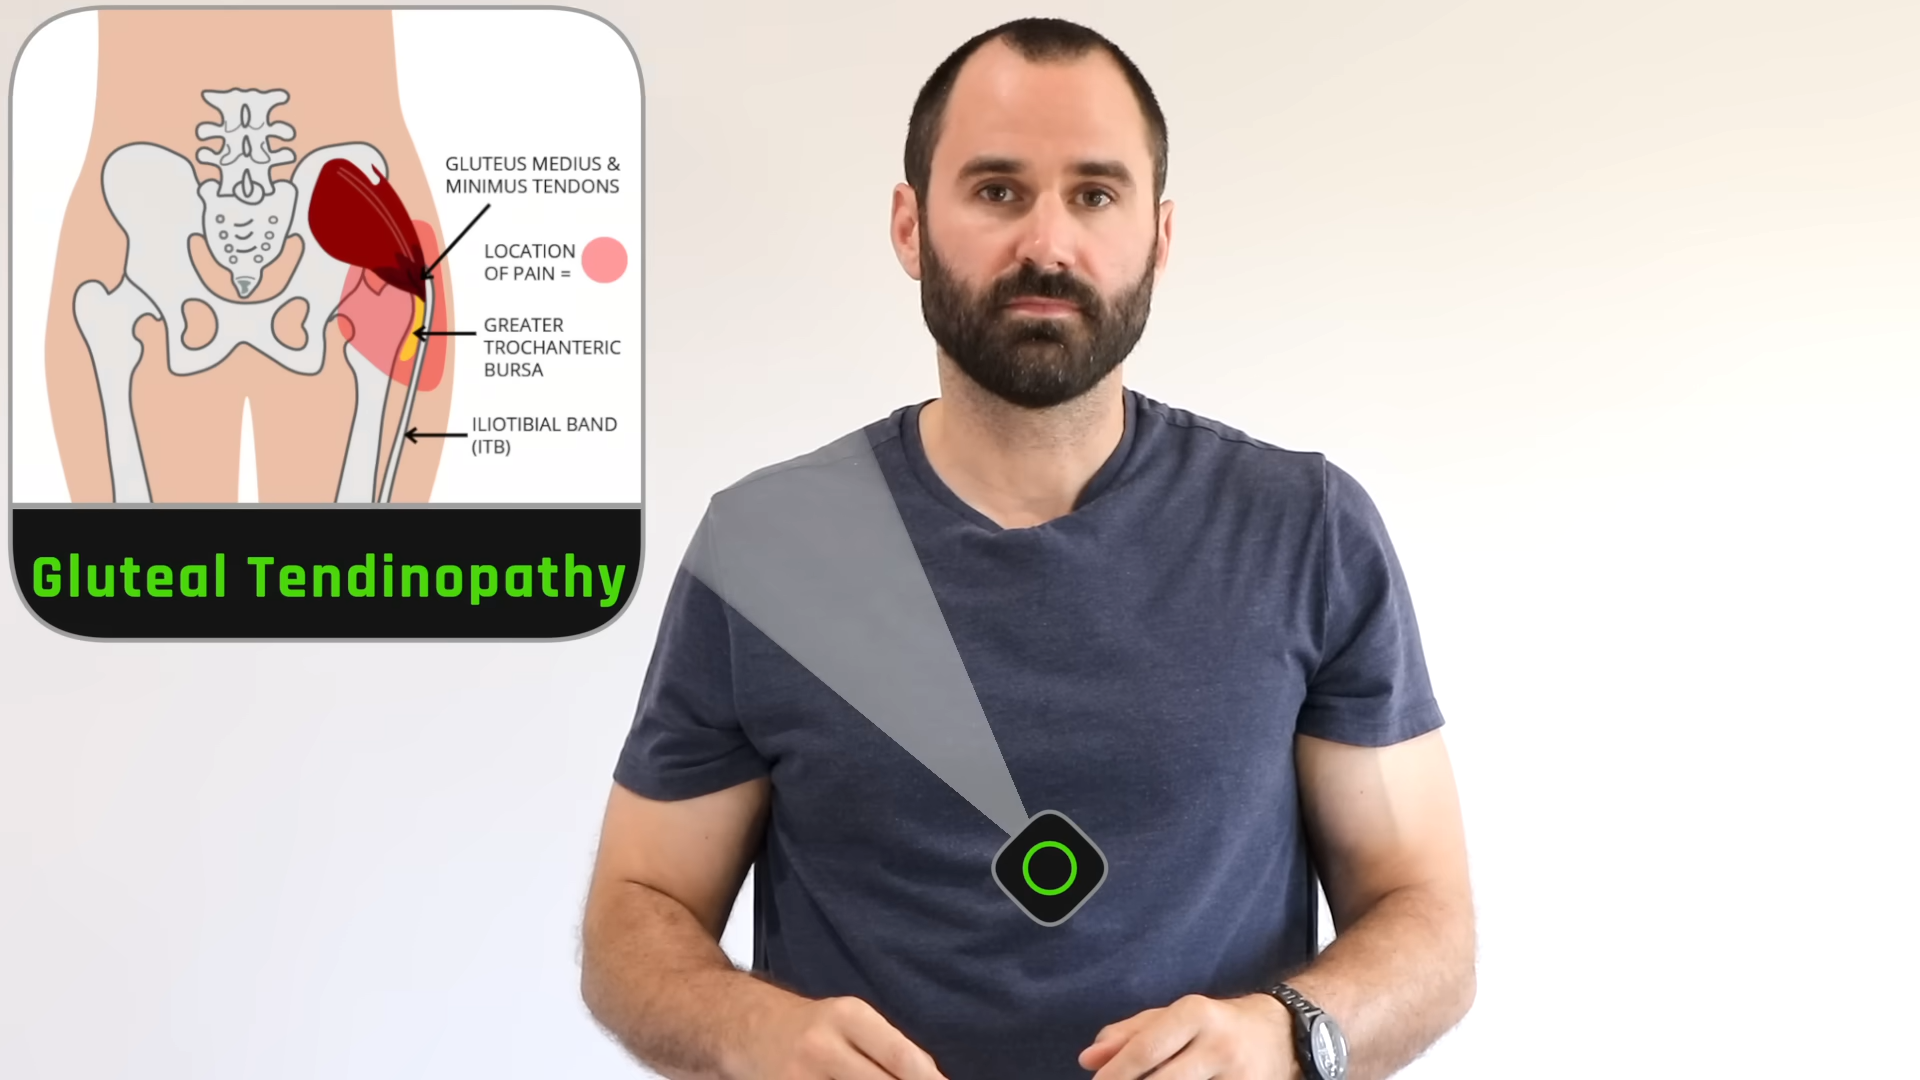 GLUTEUS MEDIUS &
MINIMUS TENDONS
LOCATION
OF PAIN =
GREATER
TROCHANTERIC
BURSA
ILIOTIBIAL BAND
(ITB)
Gluteal Tendinopathy